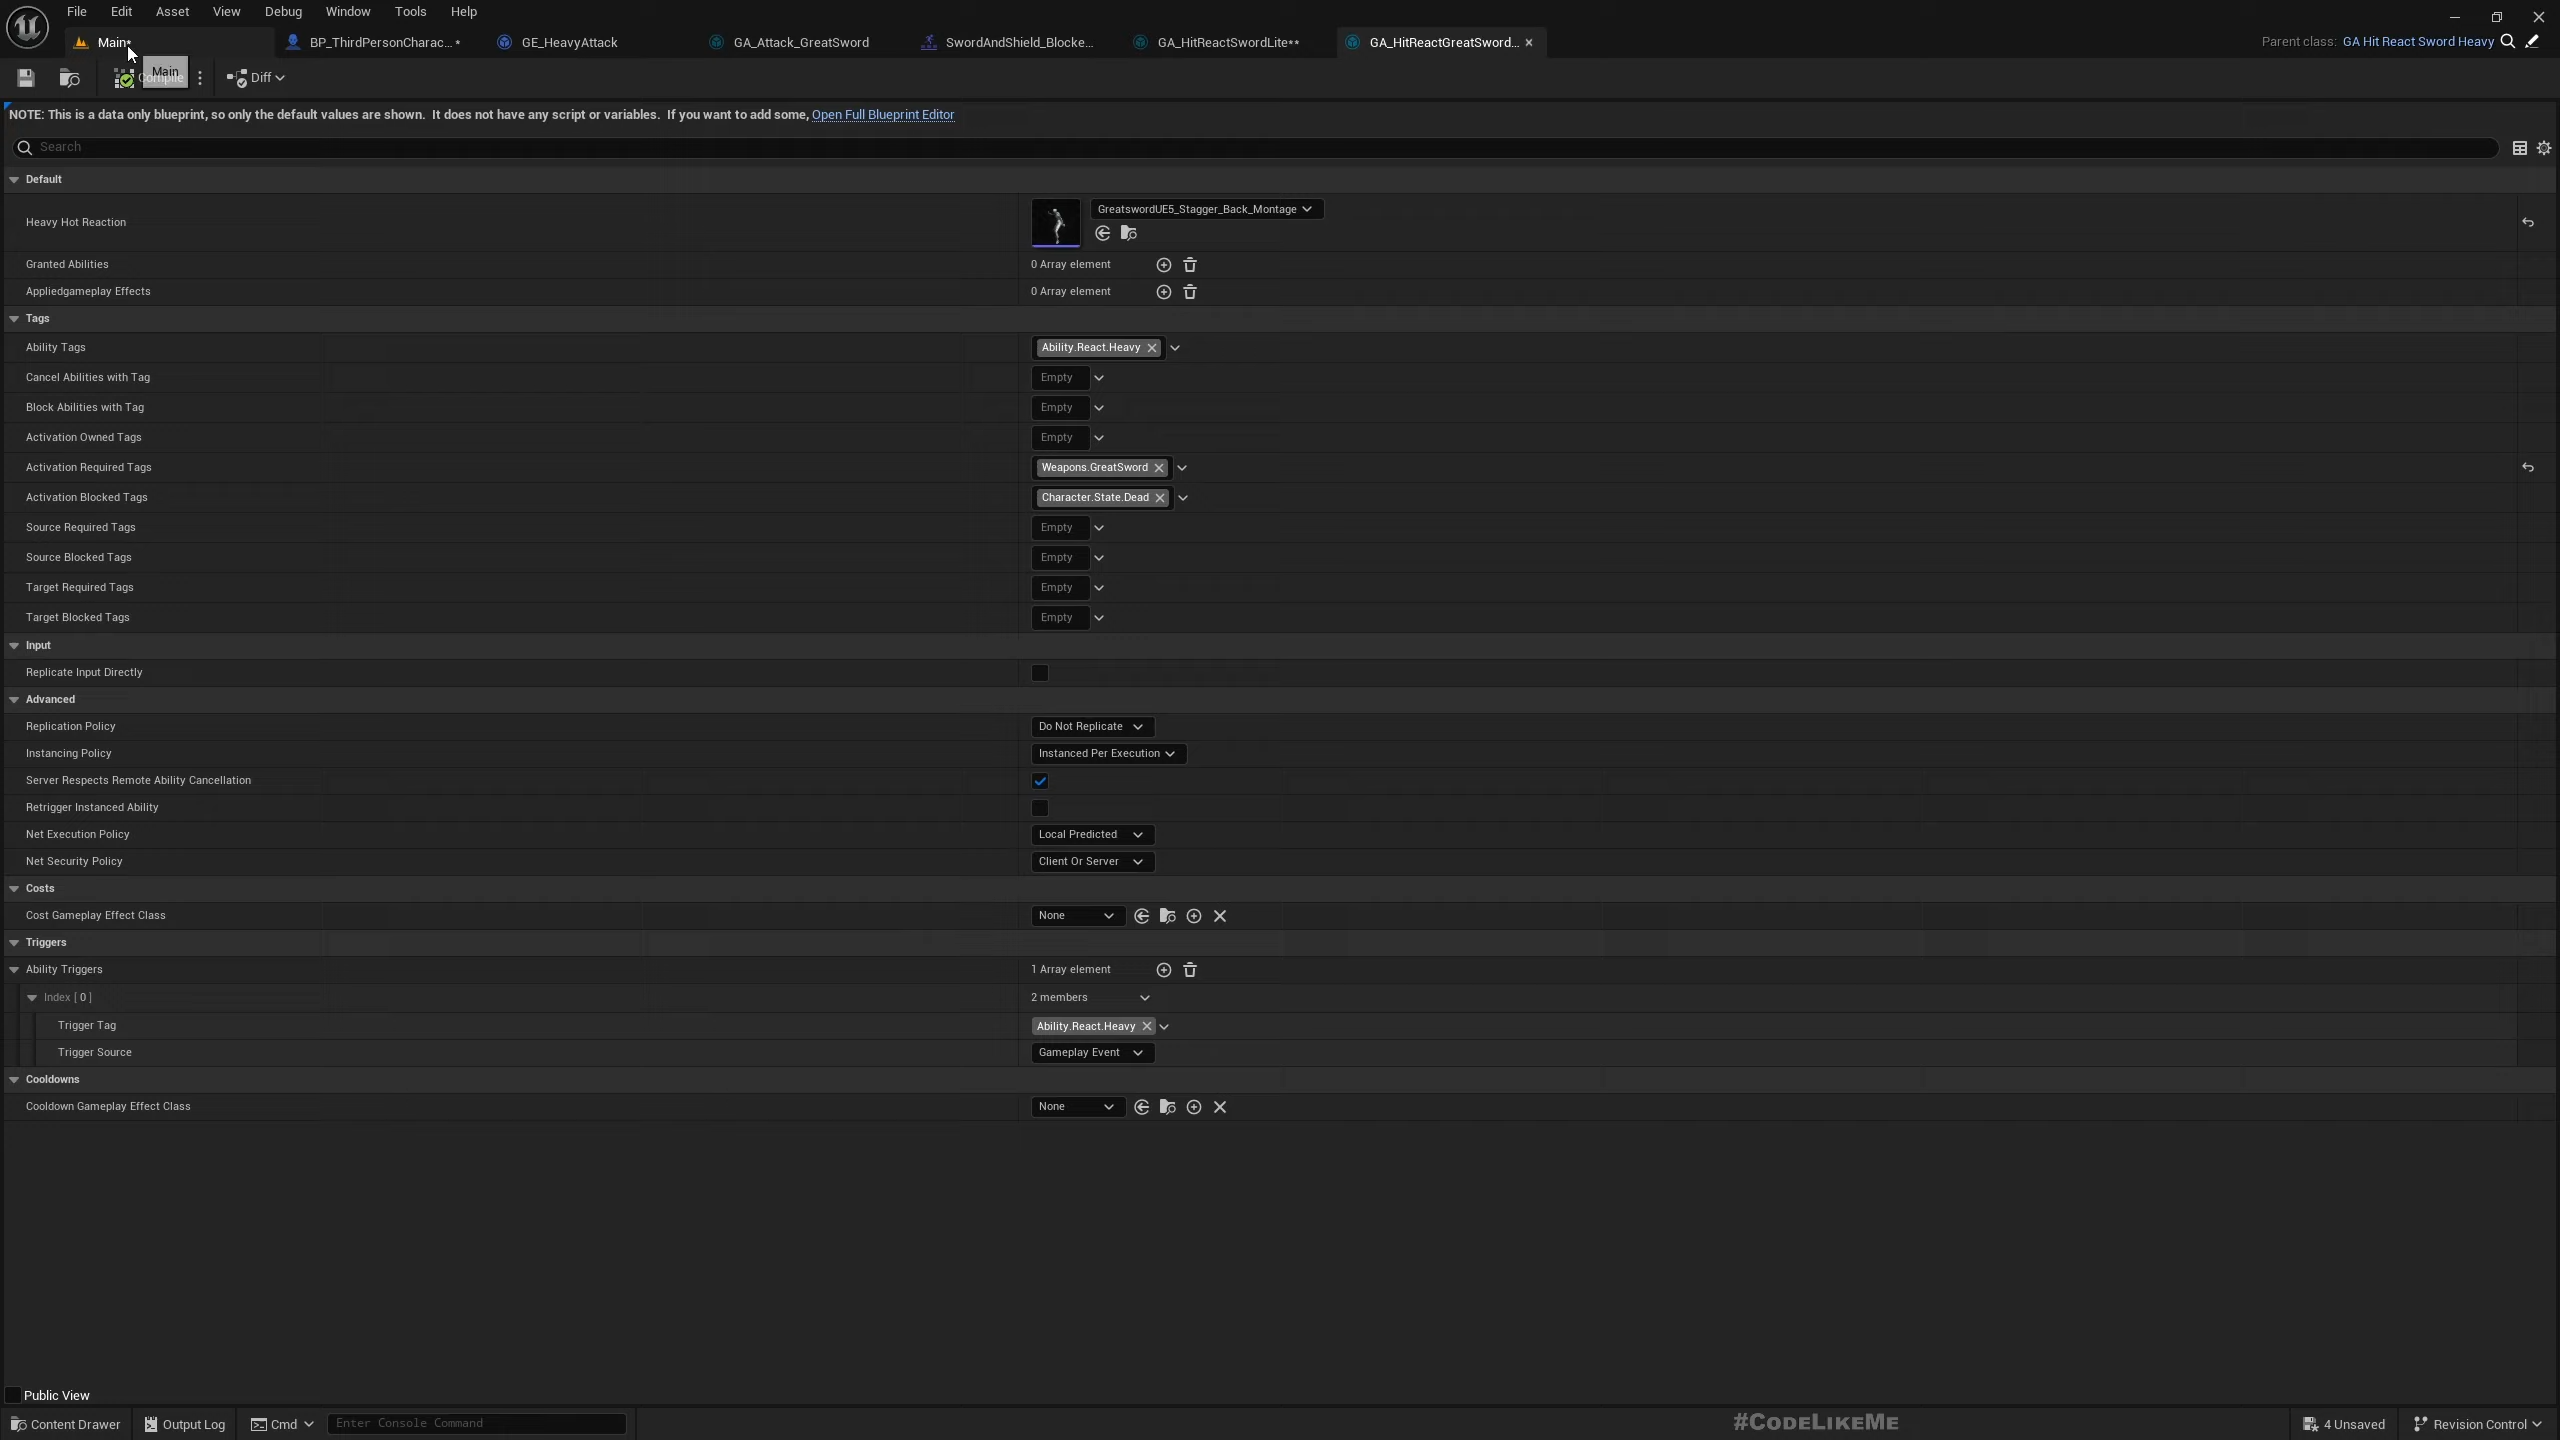 File Edit Asset View Debug Window Tools Help
Main* BP_ThirdPersonCharac... * GE_HeavyAttack GA_Attack_GreatSword SwordAndShield_Blocke... GA_HitReactSwordLite** GA_HitReactGreatSword... Parent class: GA Hit React Sword Heavy
Main Diff
NOTE: This is a data only blueprint, so only the default values are shown. It does not have any script or variables. If you want to add some, Open Full Blueprint Editor
Search
Default
Heavy Hot Reaction GreatswordUE5_Stagger_Back_Montage
Granted Abilities 0 Array element
Appliedgameplay Effects 0 Array element
Tags
Ability Tags Ability.React.Heavy
Cancel Abilities with Tag Empty
Block Abilities with Tag Empty
Activation Owned Tags Empty
Activation Required Tags Weapons.GreatSword
Activation Blocked Tags Character.State.Dead
Source Required Tags Empty
Source Blocked Tags Empty
Target Required Tags Empty
Target Blocked Tags Empty
Input
Replicate Input Directly
Advanced
Replication Policy Do Not Replicate
Instancing Policy Instanced Per Execution
Server Respects Remote Ability Cancellation
Retrigger Instanced Ability
Net Execution Policy Local Predicted
Net Security Policy Client Or Server
Costs
Cost Gameplay Effect Class None
Triggers
Ability Triggers 1 Array element
Index [ 0 ] 2 members
Trigger Tag Ability.React.Heavy
Trigger Source Gameplay Event
Cooldowns
Cooldown Gameplay Effect Class None
Public View
Content Drawer Output Log Cmd Enter Console Command #CodeLikeMe 4 Unsaved Revision Control